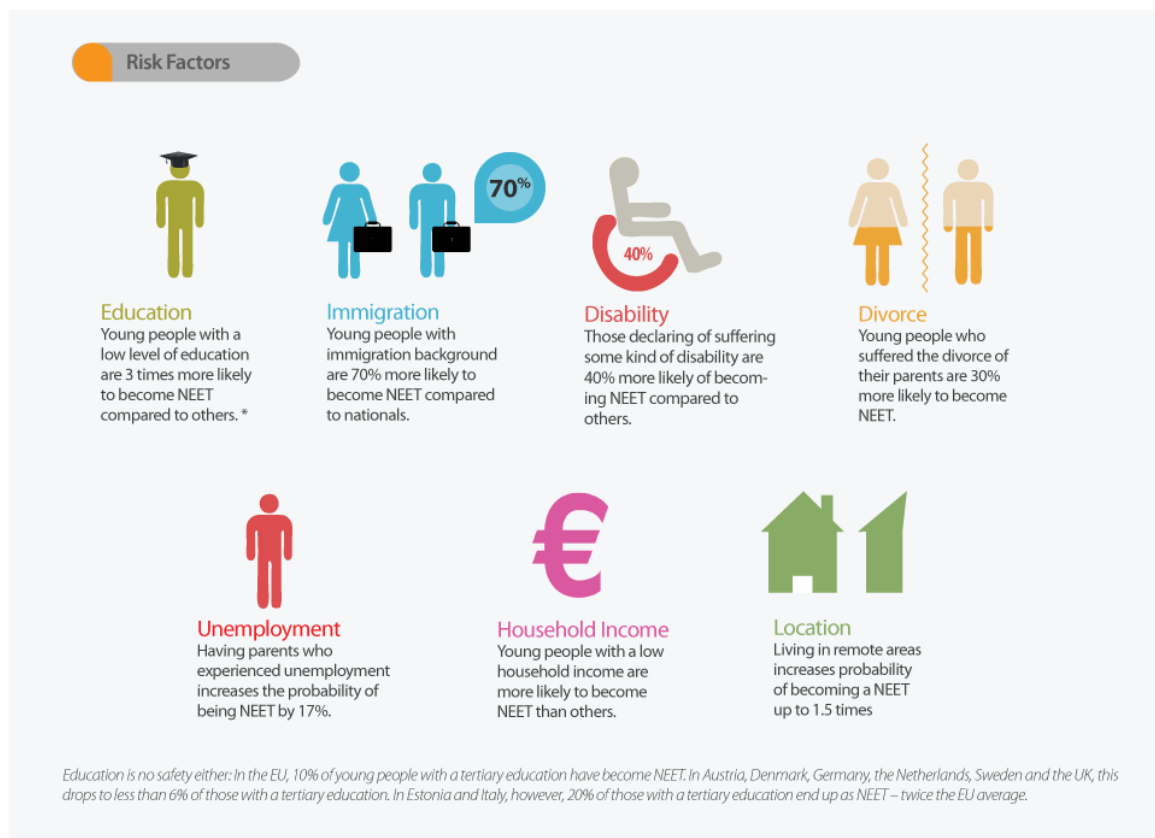 Risk Factors
70%
40%
Education
Young people with a
low level of education
are 3 times more likely
to become NEET
compared to others. *
Immigration
Young people with
immigration background
are 70% more likely to
become NEET compared
to nationals.
Disability
Those declaring of suffering
some kind of disability are
40% more likely of becom-
ing NEET compared to
others.
Divorce
Young people who
suffered the divorce of
their parents are 30%
more likely to become
NEET.
Unemployment
Having parents who
experienced unemployment
increases the probability of
being NEET by 17%.
Household Income
Young people with a low
household income are
more likely to become
NEET than others.
Location
Living in remote areas
increases probability
of becoming a NEET
up to 1.5 times
Education is no safety either: In the EU, 10% of young people with a tertiary education have become NEET. In Austria, Denmark, Germany, the Netherlands, Sweden and the UK, this
drops to less than 6% of those with a tertiary education. In Estonia and Italy, however, 20% of those with a tertiary education end up as NEET – twice the EU average.